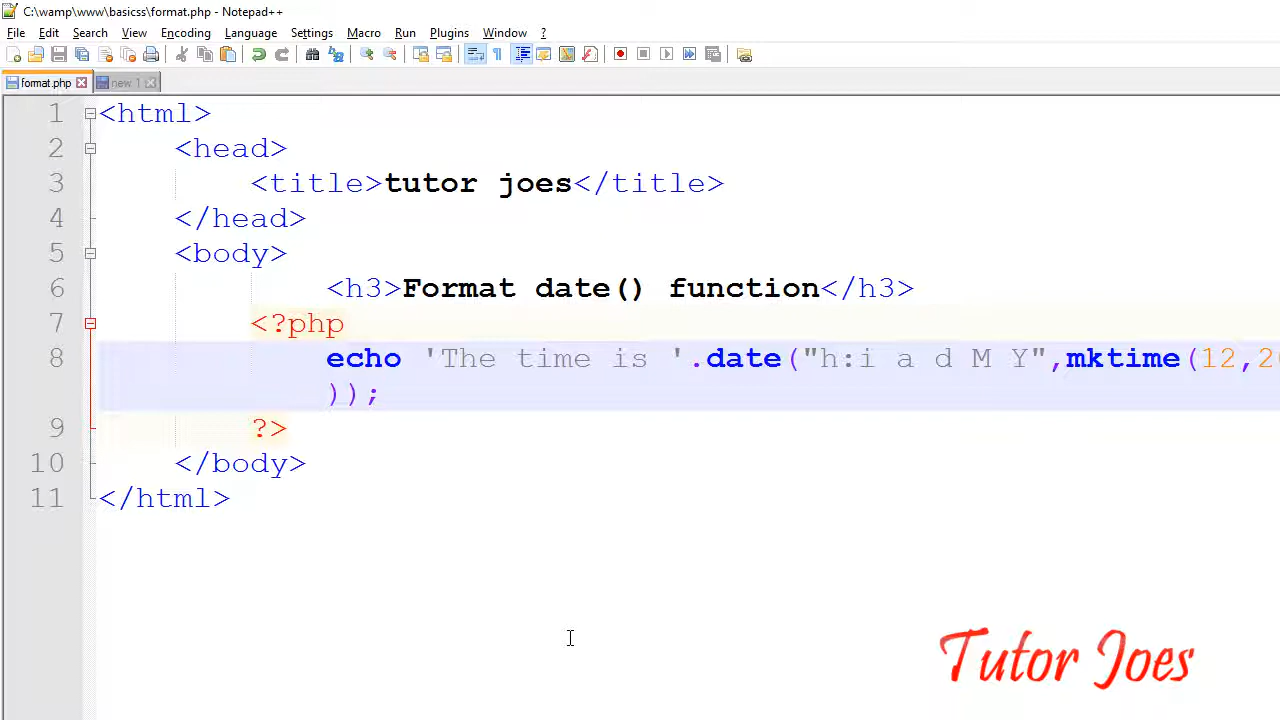 C:\wamp\www\basicss\format.php - Notepad++
File Edit Search View Encoding Language Settings Macro Run Plugins Window ?
format.php new 1
1 <html>
2 <head>
3 <title>tutor joes</title>
4 </head>
5 <body>
6 <h3>Format date() function</h3>
7 <?php
8 echo 'The time is '.date("h:i a d M Y",mktime(12,2
));
9 ?>
10 </body>
11 </html>
Tutor Joes